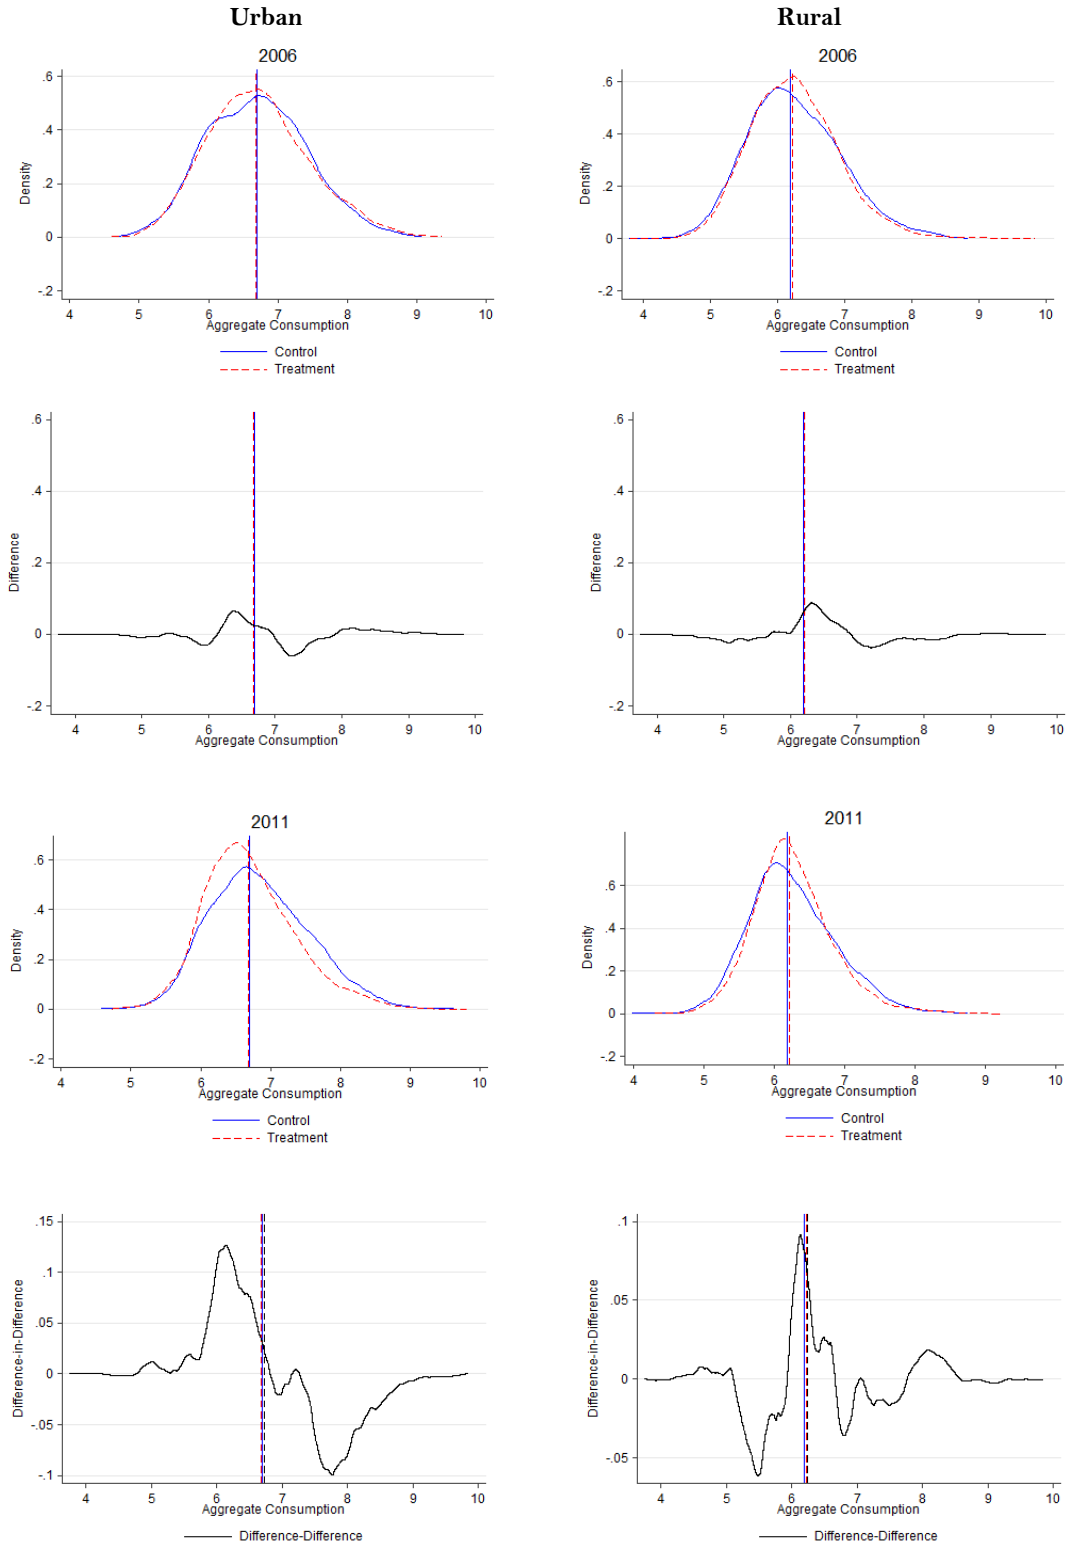 Urban
Rural
2006
.6
.4
.2
0
-.2
Density
4 5 6 7 8 9 10
Aggregate Consumption
Control
Treatment
2006
.6
.4
.2
0
-.2
Density
4 5 6 7 8 9 10
Aggregate Consumption
Control
Treatment
.6
.4
.2
0
-.2
Difference
4 5 6 7 8 9 10
Aggregate Consumption
.6
.4
.2
0
-.2
Difference
4 5 6 7 8 9 10
Aggregate Consumption
2011
.6
.4
.2
0
-.2
Density
4 5 6 7 8 9 10
Aggregate Consumption
Control
Treatment
2011
.6
.4
.2
0
-.2
Density
4 5 6 7 8 9 10
Aggregate Consumption
Control
Treatment
.15
.1
.05
0
-.05
-.1
Difference-in-Difference
4 5 6 7 8 9 10
Aggregate Consumption
Difference-Difference
.1
.05
0
-.05
Difference-in-Difference
4 5 6 7 8 9 10
Aggregate Consumption
Difference-Difference